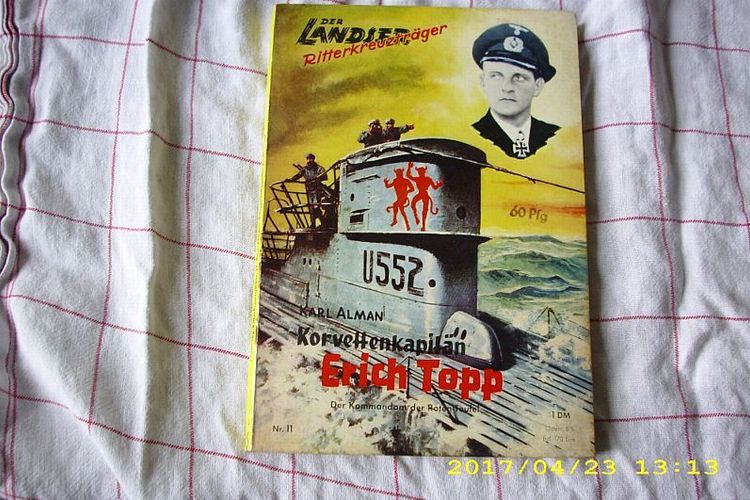 DER
LANDSER
Ritterkreuzträger
60 Pfg
U552.
KARL ALMAN
Korvettenkapitän
Erich Topp
Der Kommandant der Roten Teufel
Nr. 11
1 DM
2017/04/23 13:13